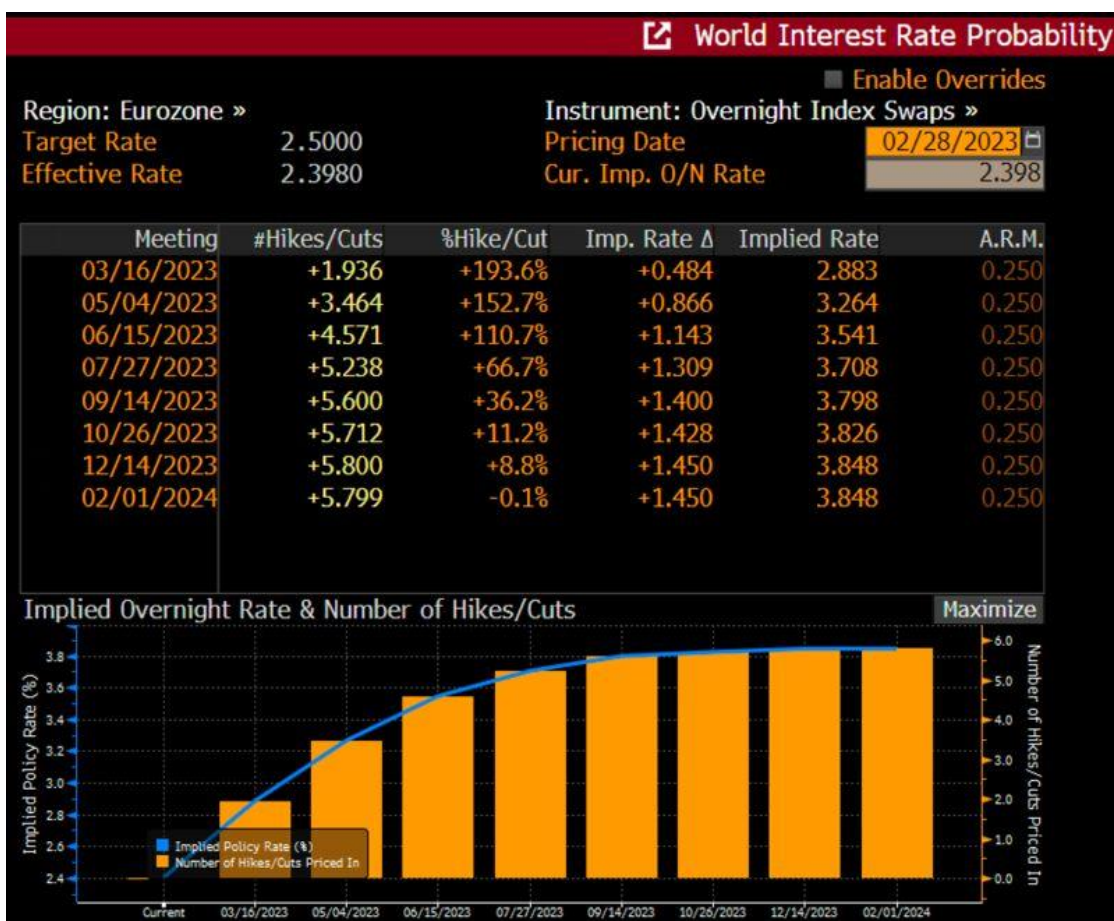 World Interest Rate Probability
Enable Overrides
Region: Eurozone » Instrument: Overnight Index Swaps »
Target Rate 2.5000 Pricing Date 02/28/2023
Effective Rate 2.3980 Cur. Imp. O/N Rate 2.398
Meeting #Hikes/Cuts %Hike/Cut Imp. Rate Δ Implied Rate A.R.M.
03/16/2023 +1.936 +193.6% +0.484 2.883 0.250
05/04/2023 +3.464 +152.7% +0.866 3.264 0.250
06/15/2023 +4.571 +110.7% +1.143 3.541 0.250
07/27/2023 +5.238 +66.7% +1.309 3.708 0.250
09/14/2023 +5.600 +36.2% +1.400 3.798 0.250
10/26/2023 +5.712 +11.2% +1.428 3.826 0.250
12/14/2023 +5.800 +8.8% +1.450 3.848 0.250
02/01/2024 +5.799 -0.1% +1.450 3.848 0.250
Implied Overnight Rate & Number of Hikes/Cuts Maximize
Implied Policy Rate (%)
3.8
3.6
3.4
3.2
3.0
2.8
2.6
2.4
Implied Policy Rate (%)
Number of Hikes/Cuts Priced In
6.0
5.0
4.0
3.0
2.0
1.0
0.0
Number of Hikes/Cuts Priced In
Current 03/16/2023 05/04/2023 06/15/2023 07/27/2023 09/14/2023 10/26/2023 12/14/2023 02/01/2024